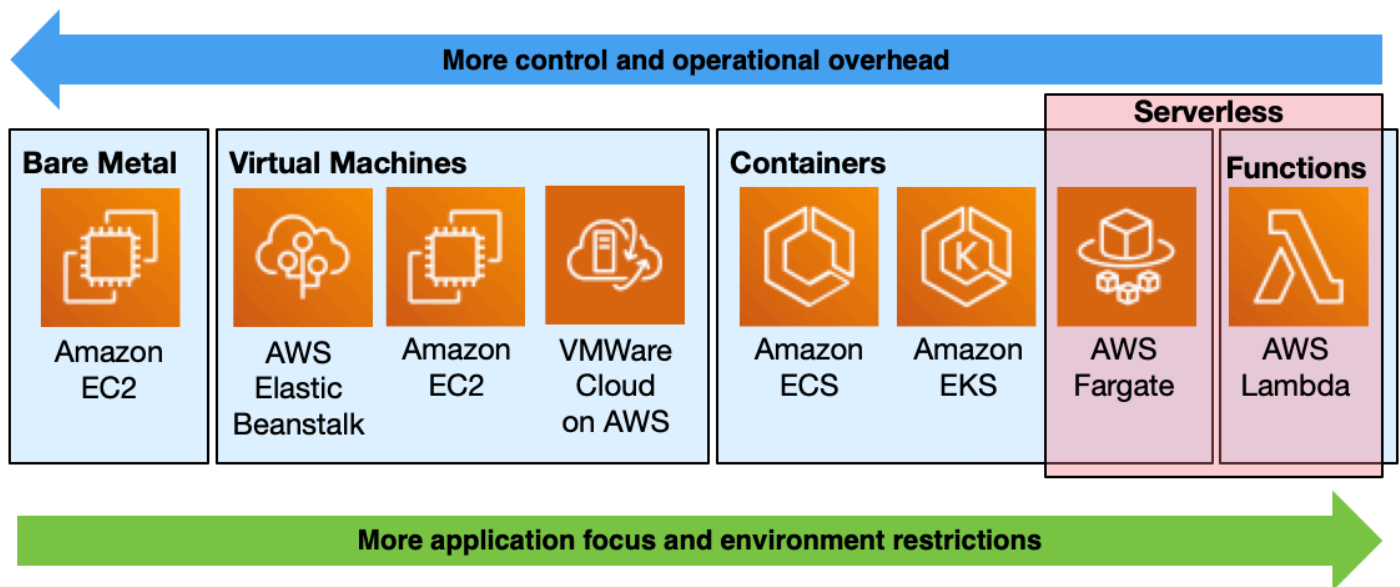 More control and operational overhead
Serverless
Bare Metal
Virtual Machines
Containers
Functions
Amazon
EC2
AWS
Elastic
Beanstalk
Amazon
EC2
VMWare
Cloud
on AWS
Amazon
ECS
K
Amazon
EKS
AWS
Fargate
AWS
Lambda
More application focus and environment restrictions